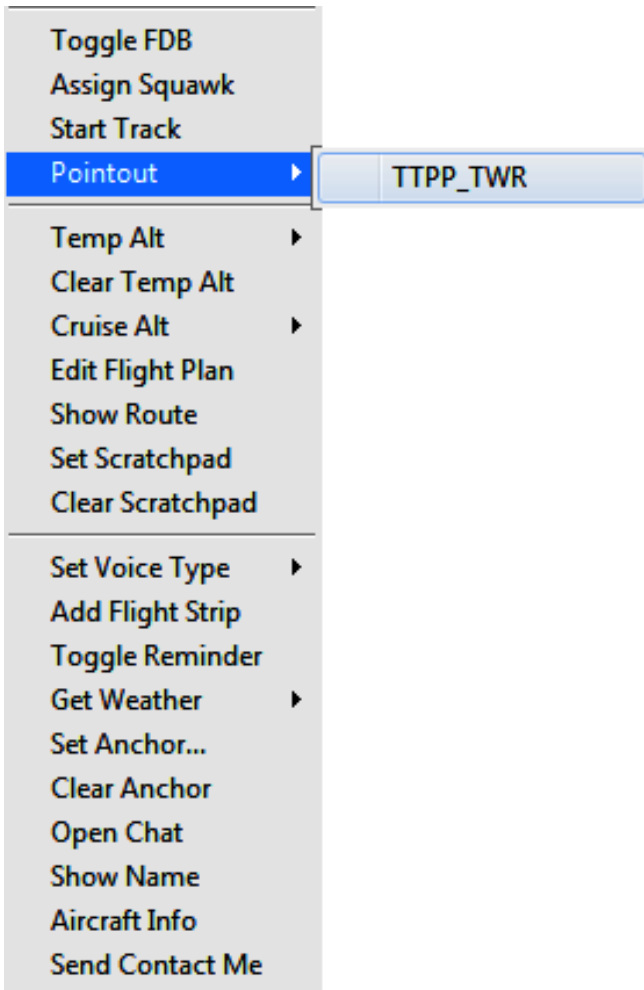 Toggle FDB
Assign Squawk
Start Track
Pointout
TTPP_TWR
Temp Alt
Clear Temp Alt
Cruise Alt
Edit Flight Plan
Show Route
Set Scratchpad
Clear Scratchpad
Set Voice Type
Add Flight Strip
Toggle Reminder
Get Weather
Set Anchor...
Clear Anchor
Open Chat
Show Name
Aircraft Info
Send Contact Me